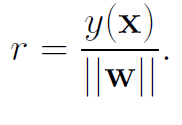 r = y(𝐱) / ||𝐰||.